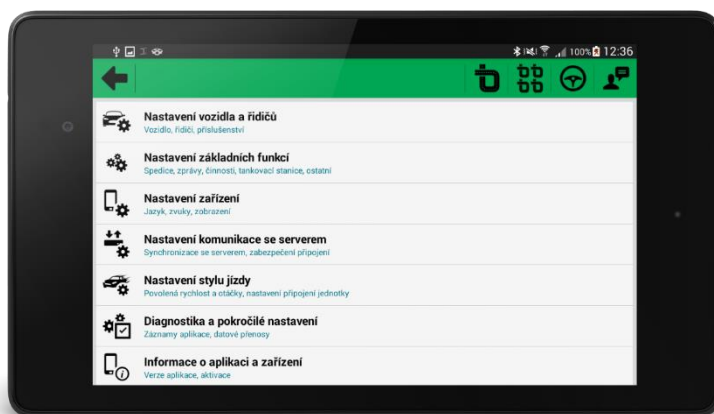 100% 12:36
Nastavení vozidla a řidičů
Vozidlo, řidiči, příslušenství
Nastavení základních funkcí
Spedice, zprávy, činnosti, tankovací stanice, ostatní
Nastavení zařízení
Jazyk, zvuky, zobrazení
Nastavení komunikace se serverem
Synchronizace se serverem, zabezpečení připojení
Nastavení stylu jízdy
Povolená rychlost a otáčky, nastavení připojení jednotky
Diagnostika a pokročilé nastavení
Záznamy aplikace, datové přenosy
Informace o aplikaci a zařízení
Verze aplikace, aktivace